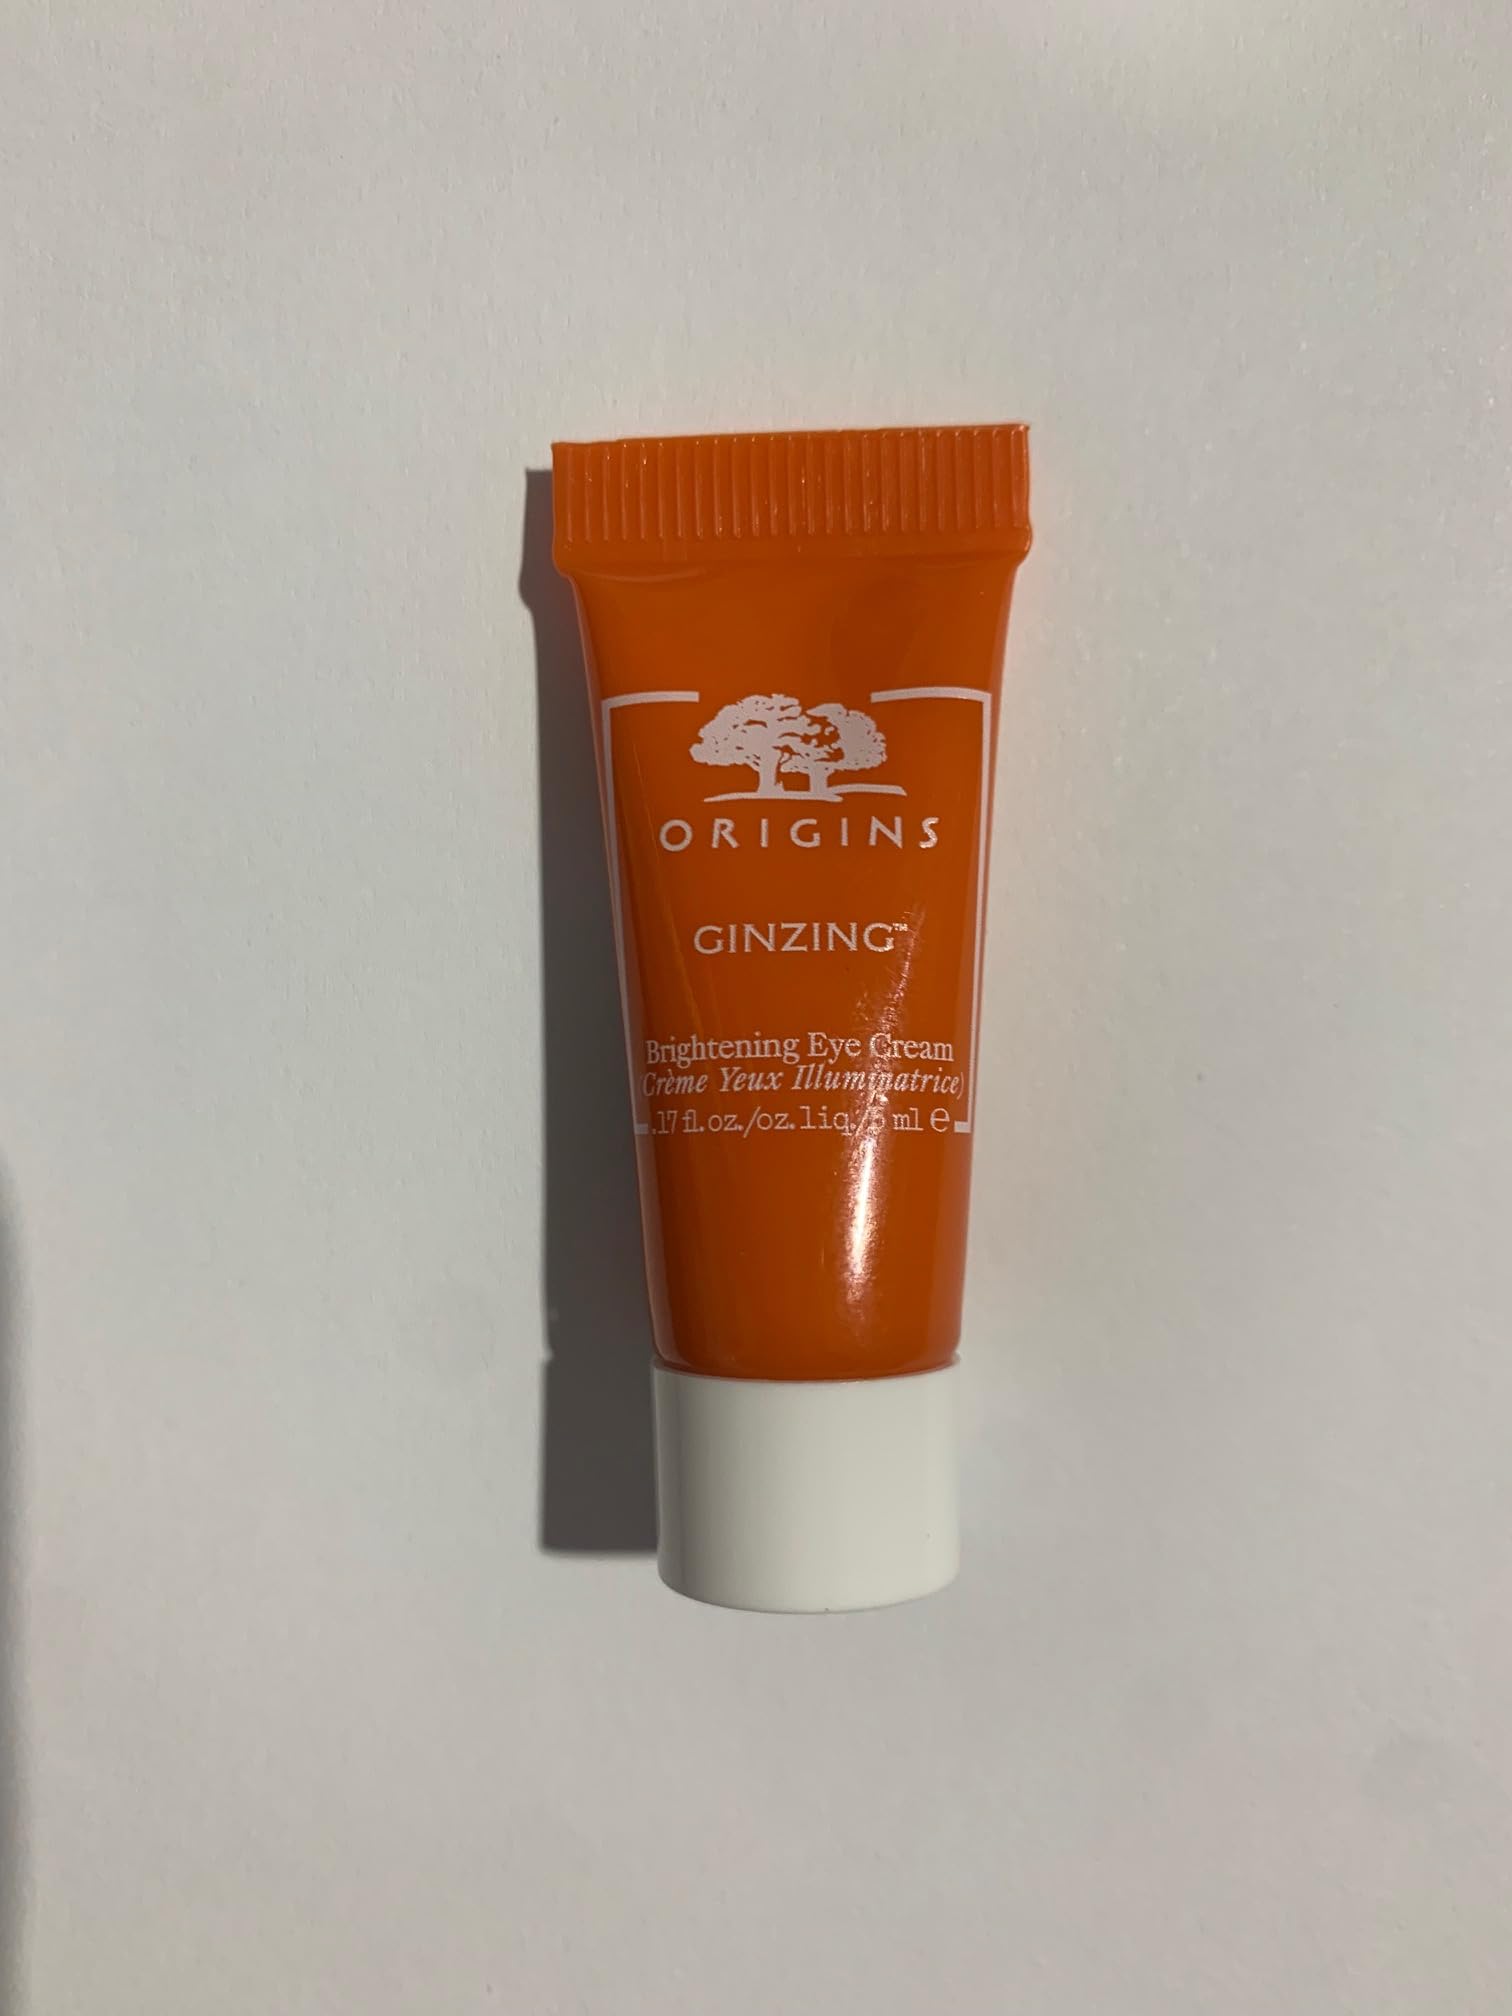 ORIGINS
GINZING™
Brightening Eye Cream
(Crème Yeux Illuminatrice)
.17 fl.oz./oz.liq./5 ml ℮